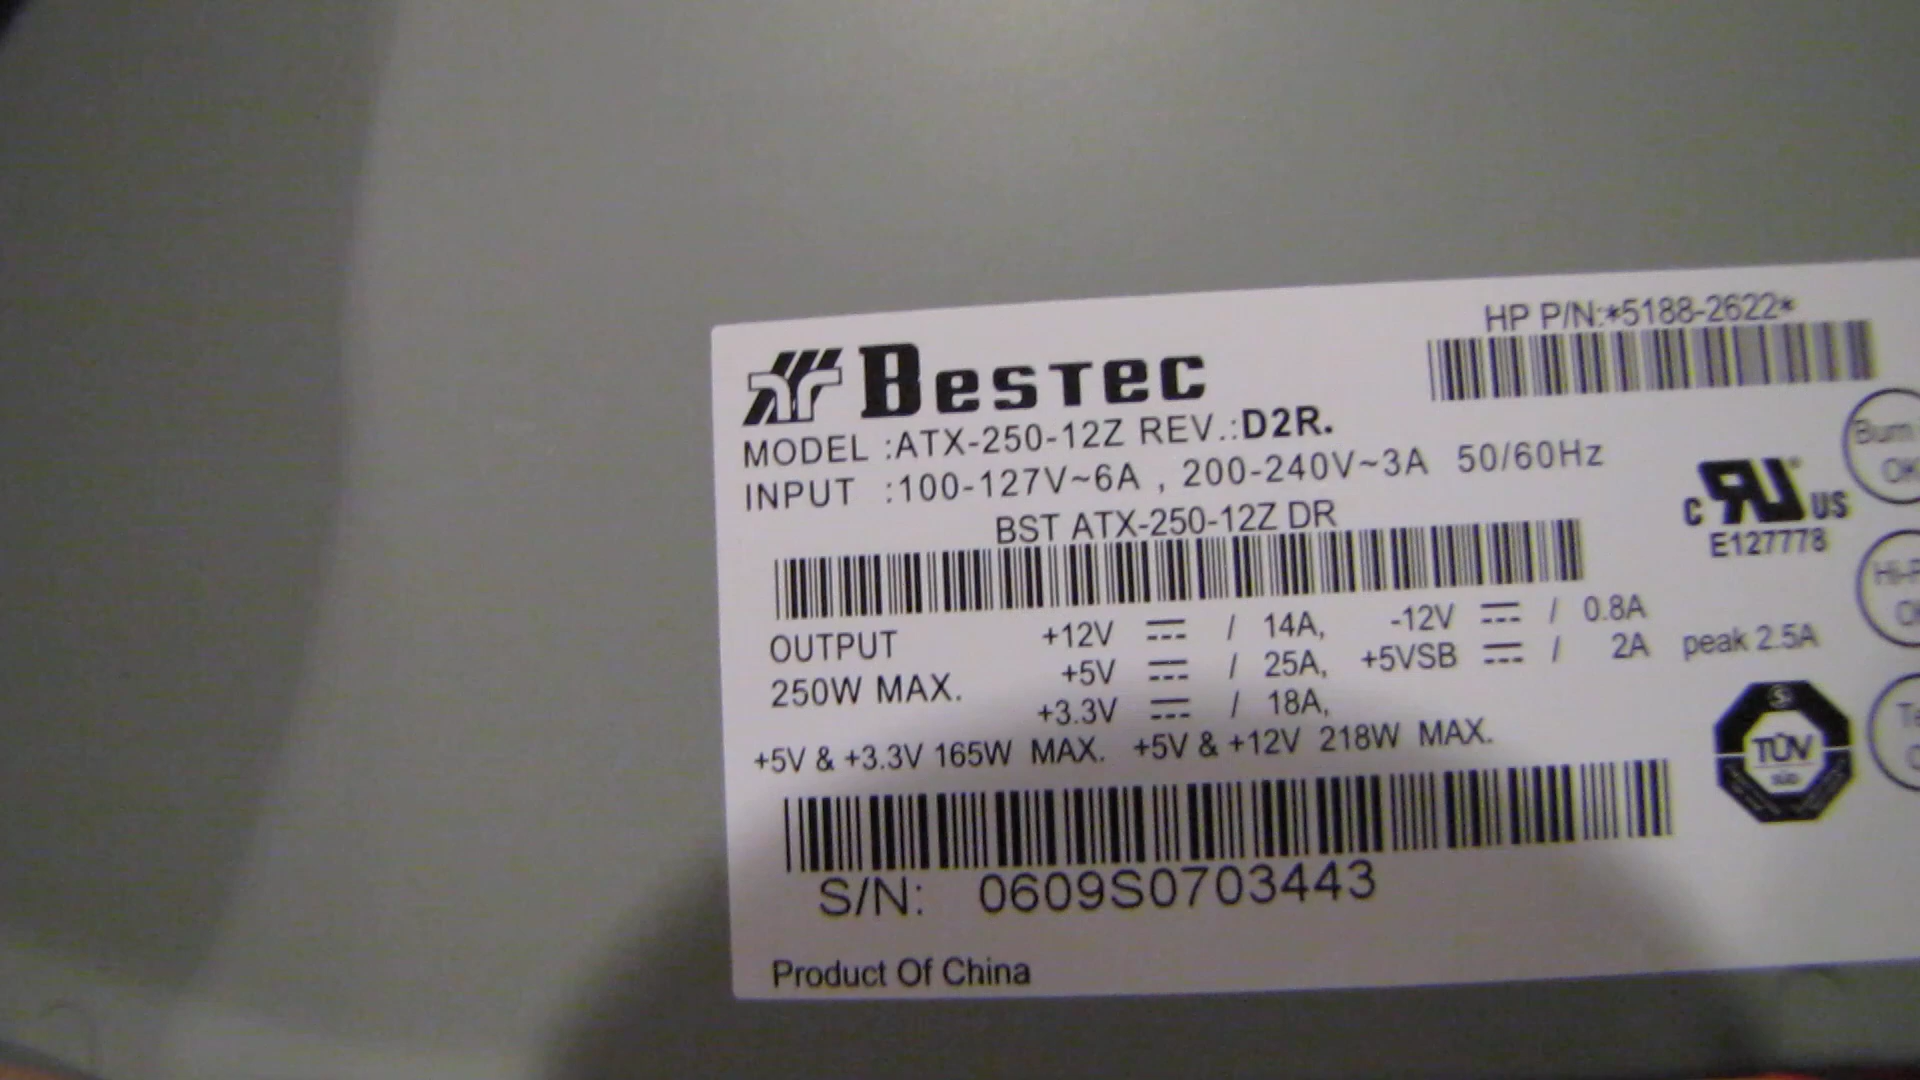 HP P/N:*5188-2622*
BESTEC
MODEL :ATX-250-12Z REV.:D2R.
INPUT :100-127V~6A , 200-240V~3A 50/60Hz
BST ATX-250-12Z DR
C UR US
E127778
Burn
OUTPUT +12V / 14A, -12V / 0.8A
250W MAX. +5V / 25A, +5VSB / 2A peak 2.5A
+3.3V / 18A,
+5V & +3.3V 165W MAX. +5V & +12V 218W MAX.
TÜV
S/N: 0609S0703443
Product Of China